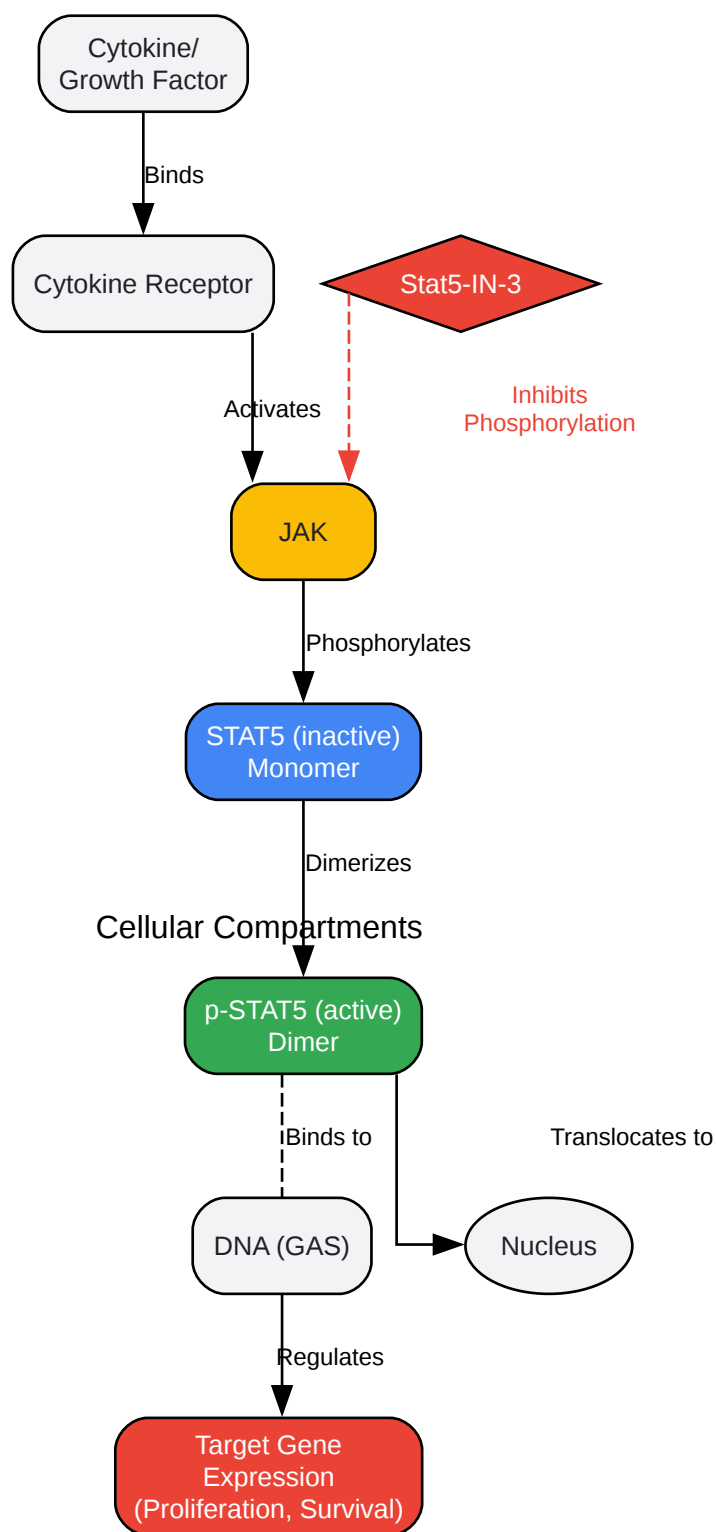 Cytokine/
Growth Factor
Binds
Cytokine Receptor
Stat5-IN-3
Activates
Inhibits
Phosphorylation
JAK
Phosphorylates
STAT5 (inactive)
Monomer
Dimerizes
Cellular Compartments
p-STAT5 (active)
Dimer
Binds to
Translocates to
DNA (GAS)
Nucleus
Regulates
Target Gene
Expression
(Proliferation, Survival)